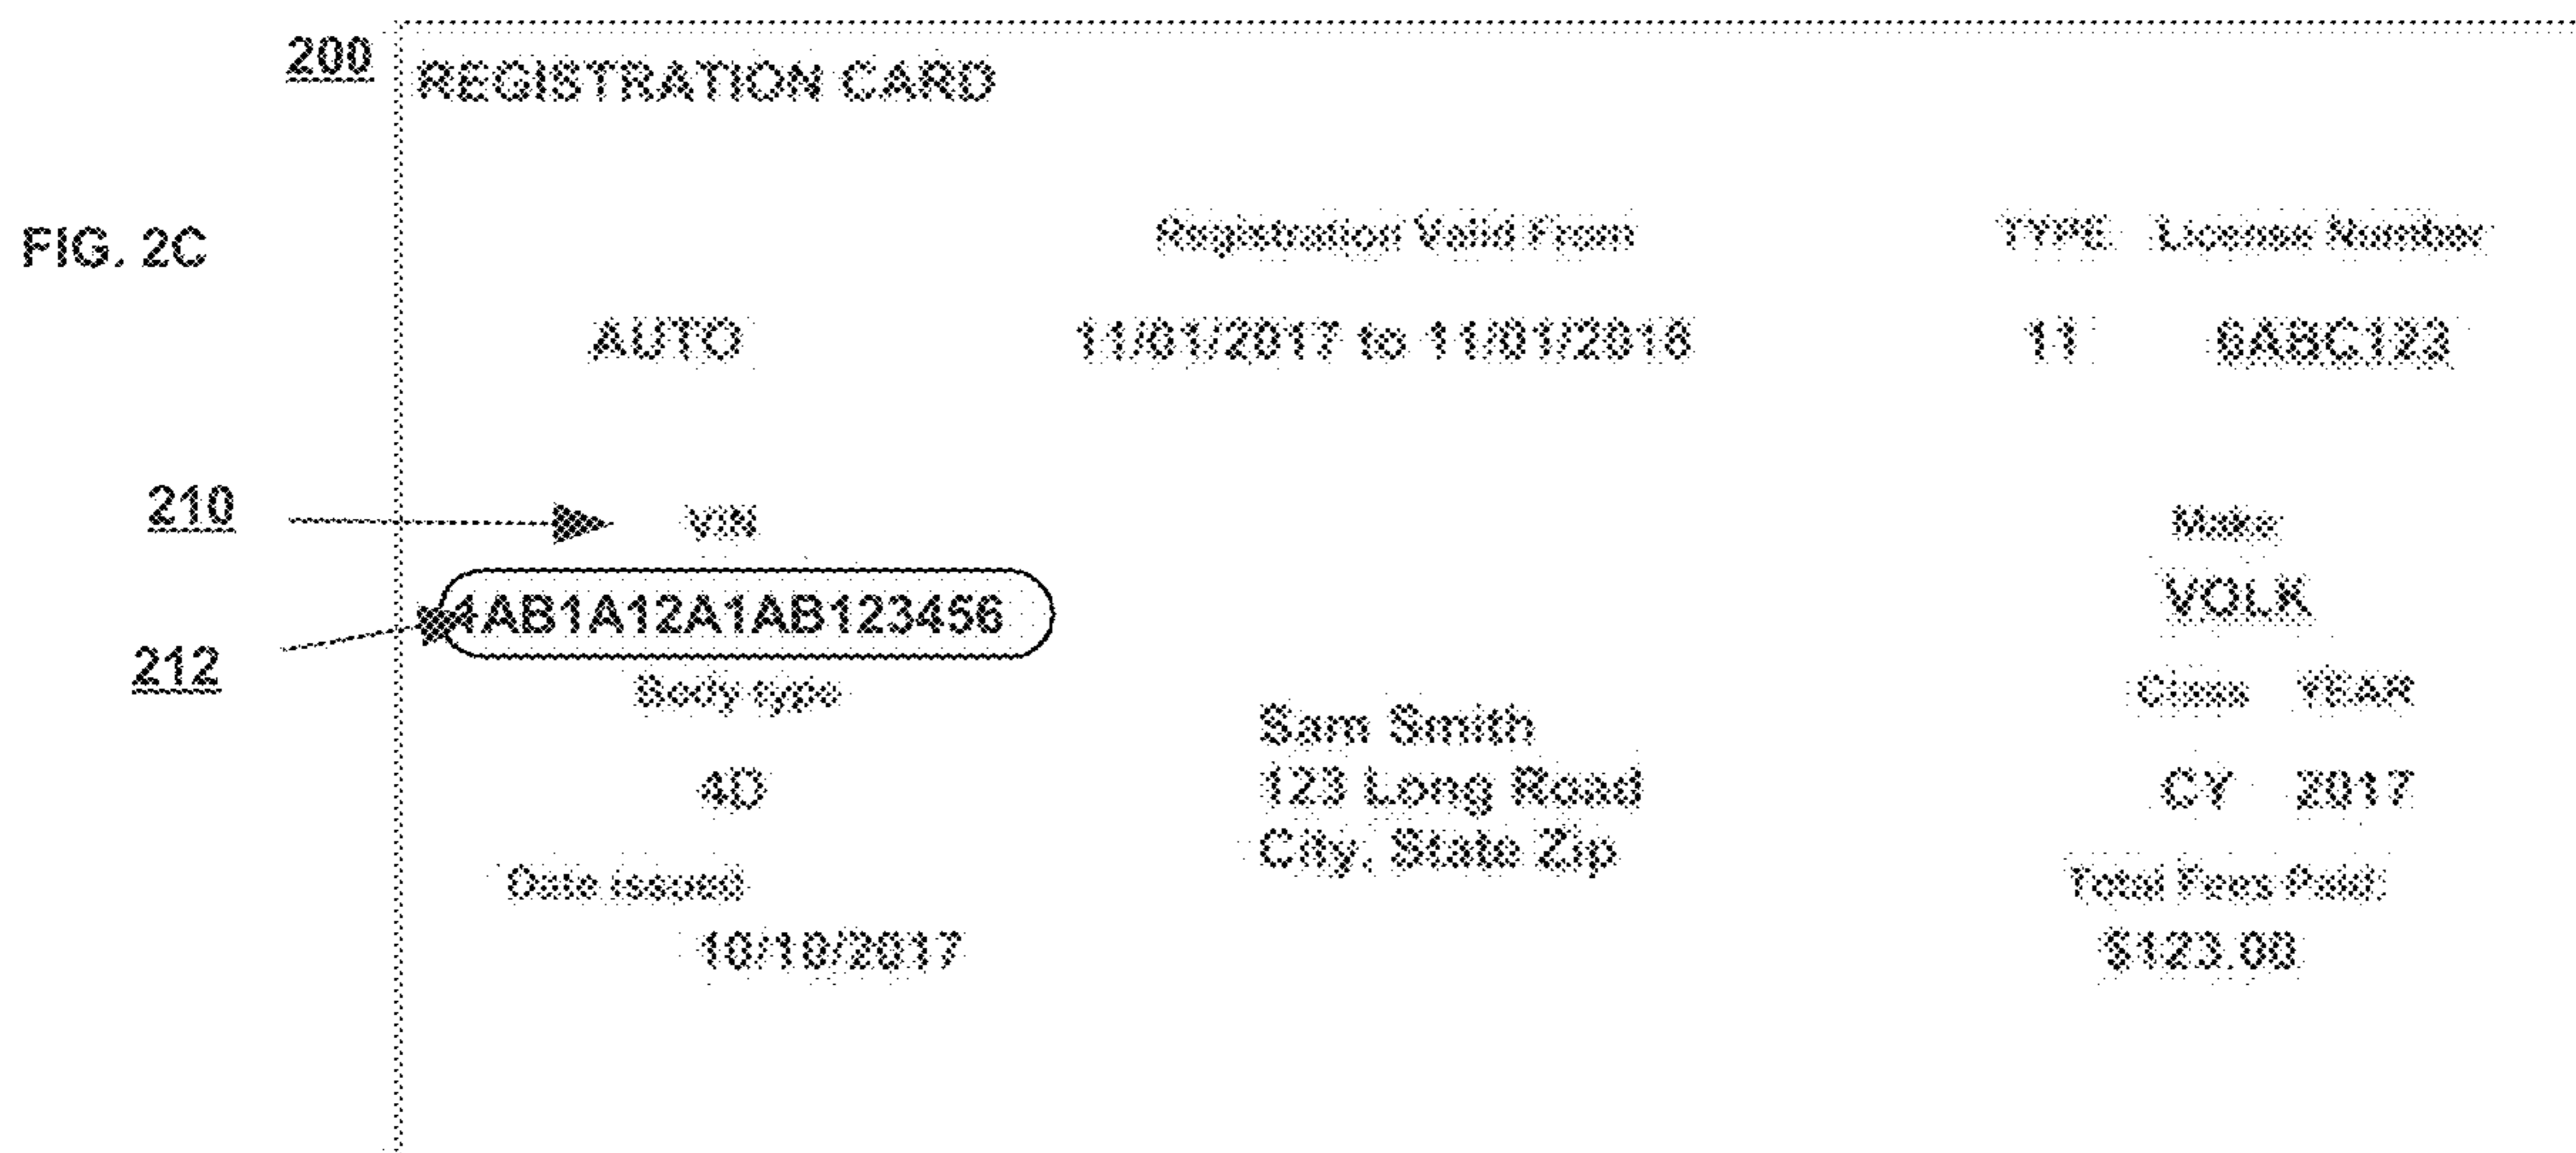 200
REGISTRATION CARD
FIG. 2C
Registration Valid From
TYPE License Number
AUTO
11/01/2017 to 11/01/2018
11 6ABC123
210
VIN
Make
1AB1A12A1AB123456
VOLK
212
Body type
Class YEAR
Sam Smith
4D
123 Long Road
CY 2017
City, State Zip
Date issued
Total Fees Paid
10/10/2017
$123.00